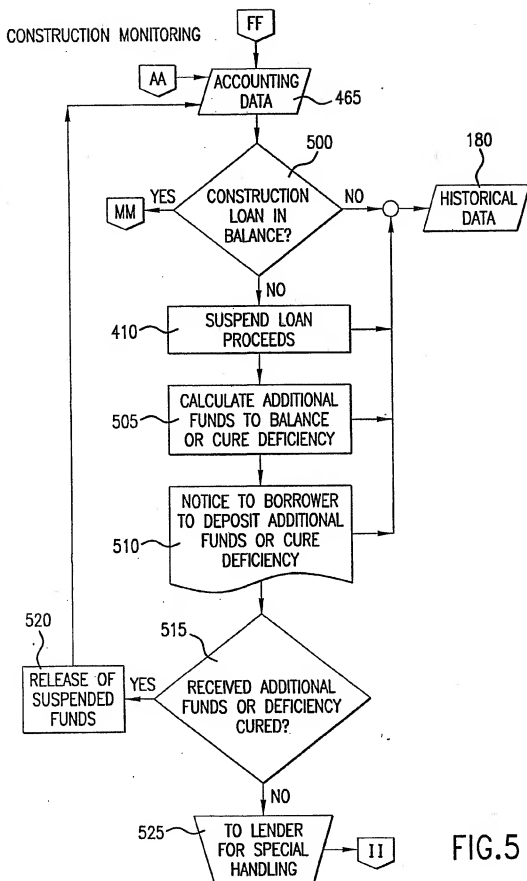 CONSTRUCTION MONITORING
FF
AA
ACCOUNTING
DATA
465
500
180
MM
YES
CONSTRUCTION
LOAN IN
BALANCE?
NO
HISTORICAL
DATA
NO
410
SUSPEND LOAN
PROCEEDS
505
CALCULATE ADDITIONAL
FUNDS TO BALANCE
OR CURE DEFICIENCY
510
NOTICE TO BORROWER
TO DEPOSIT ADDITIONAL
FUNDS OR CURE
DEFICIENCY
520
RELEASE OF
SUSPENDED
FUNDS
515
YES
RECEIVED ADDITIONAL
FUNDS OR DEFICIENCY
CURED?
NO
525
TO LENDER
FOR SPECIAL
HANDLING
II
FIG.5